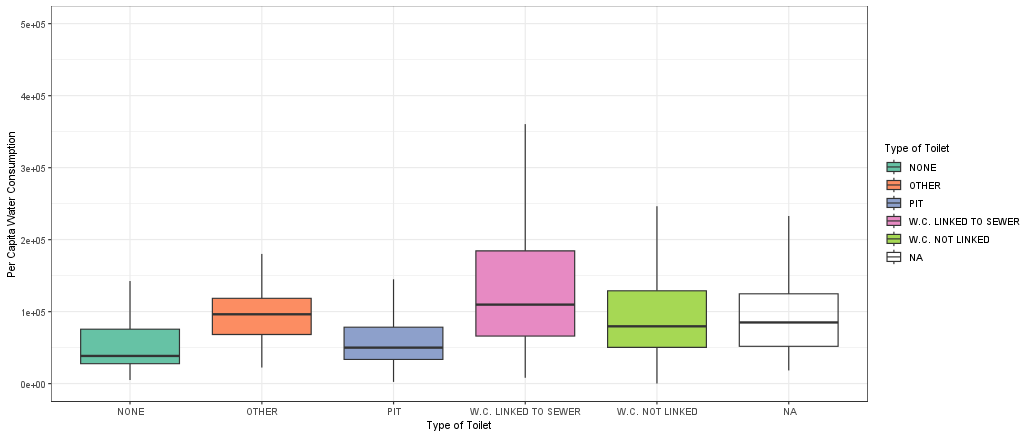 5e+05
4e+05
3e+05
2e+05
1e+05
0e+00
Per Capita Water Consumption
NONE OTHER PIT W.C. LINKED TO SEWER W.C. NOT LINKED NA
Type of Toilet
Type of Toilet
NONE
OTHER
PIT
W.C. LINKED TO SEWER
W.C. NOT LINKED
NA